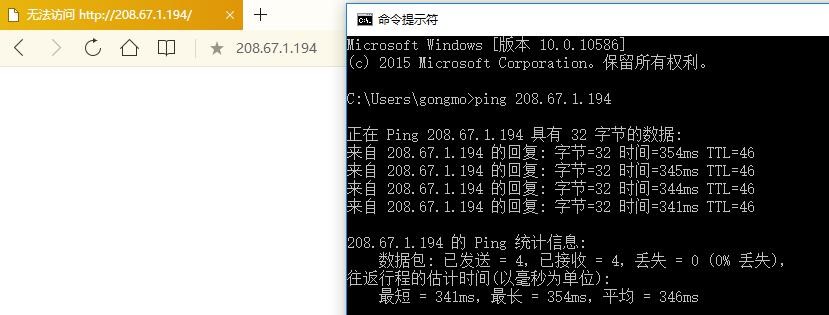 无法访问 http://208.67.1.194/
208.67.1.194
命令提示符
Microsoft Windows [版本 10.0.10586]
(c) 2015 Microsoft Corporation。保留所有权利。
C:\Users\gongmo>ping 208.67.1.194
正在 Ping 208.67.1.194 具有 32 字节的数据:
来自 208.67.1.194 的回复: 字节=32 时间=354ms TTL=46
来自 208.67.1.194 的回复: 字节=32 时间=345ms TTL=46
来自 208.67.1.194 的回复: 字节=32 时间=344ms TTL=46
来自 208.67.1.194 的回复: 字节=32 时间=341ms TTL=46
208.67.1.194 的 Ping 统计信息:
数据包: 已发送 = 4，已接收 = 4，丢失 = 0 (0% 丢失)，
往返行程的估计时间(以毫秒为单位):
最短 = 341ms，最长 = 354ms，平均 = 346ms